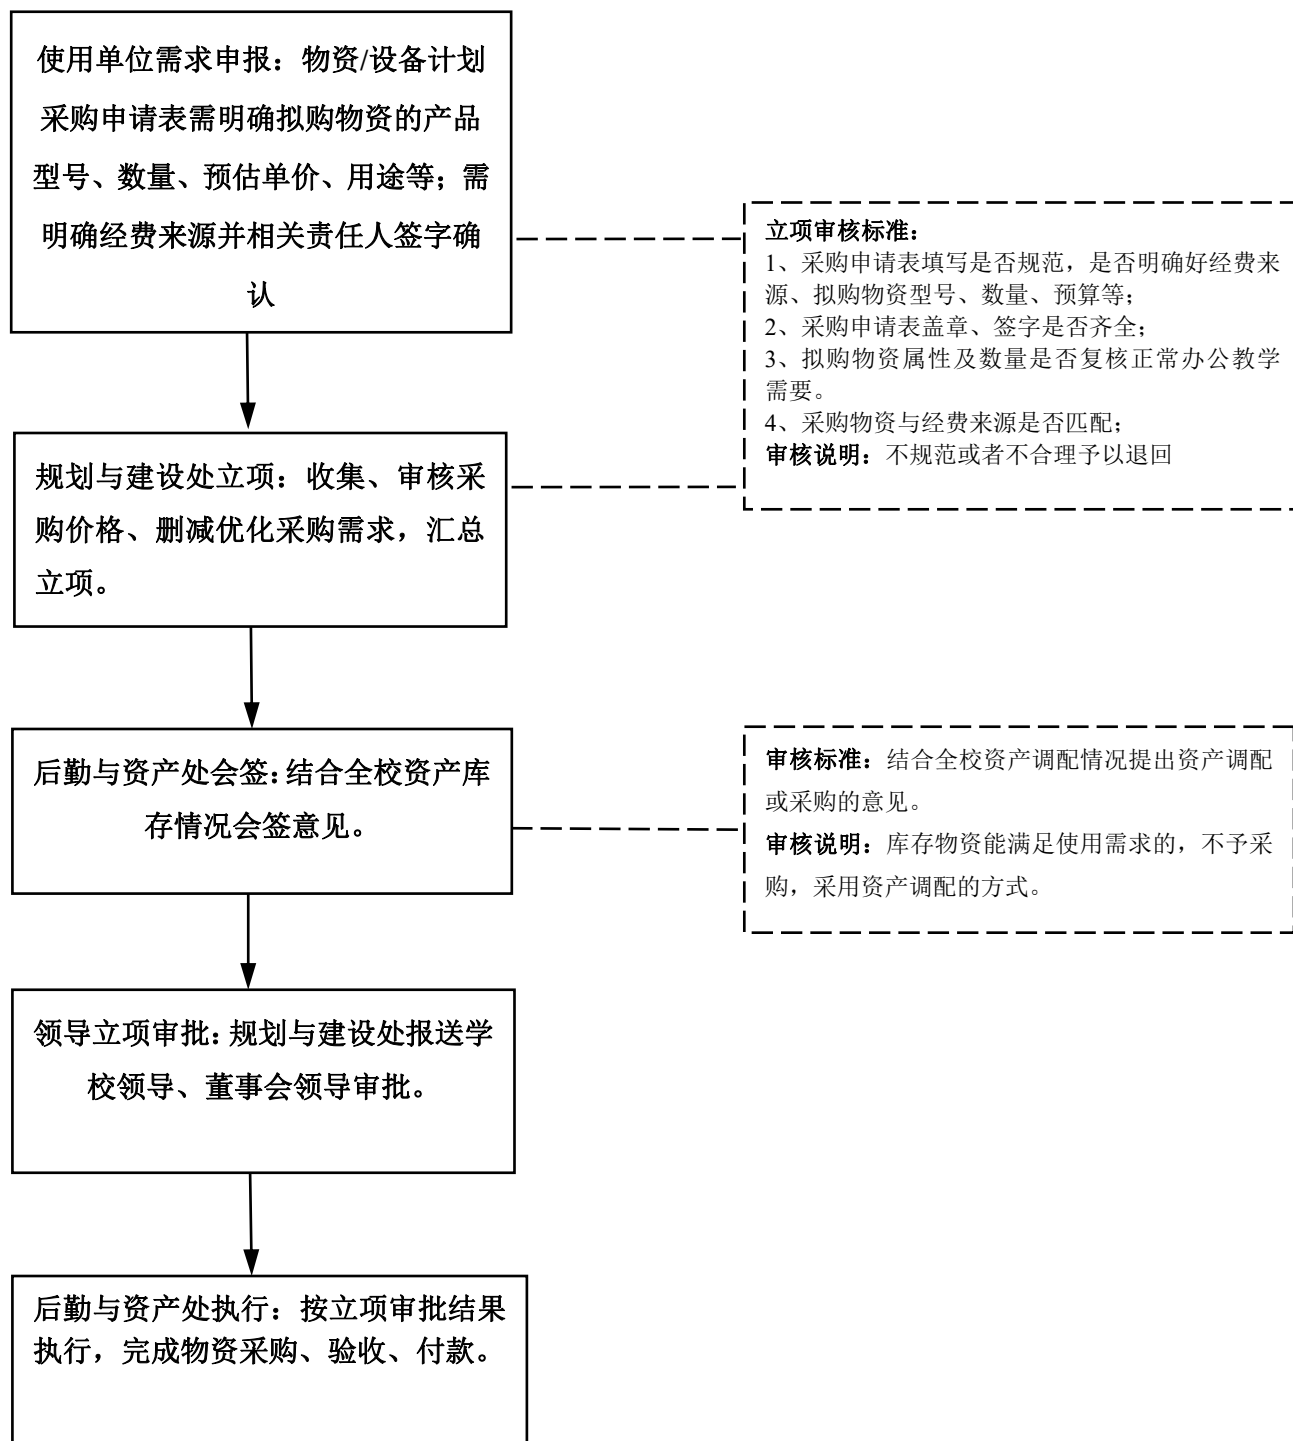 使用单位需求申报：物资/设备计划
采购申请表需明确拟购物资的产品
型号、数量、预估单价、用途等；需
明确经费来源并相关责任人签字确
认
立项审核标准：
1、采购申请表填写是否规范，是否明确好经费来
源、拟购物资型号、数量、预算等；
2、采购申请表盖章、签字是否齐全；
3、拟购物资属性及数量是否复核正常办公教学
需要。
4、采购物资与经费来源是否匹配；
审核说明：不规范或者不合理予以退回
规划与建设处立项：收集、审核采
购价格、删减优化采购需求，汇总
立项。
后勤与资产处会签：结合全校资产库
存情况会签意见。
审核标准：结合全校资产调配情况提出资产调配
或采购的意见。
审核说明：库存物资能满足使用需求的，不予采
购，采用资产调配的方式。
领导立项审批：规划与建设处报送学
校领导、董事会领导审批。
后勤与资产处执行：按立项审批结果
执行，完成物资采购、验收、付款。